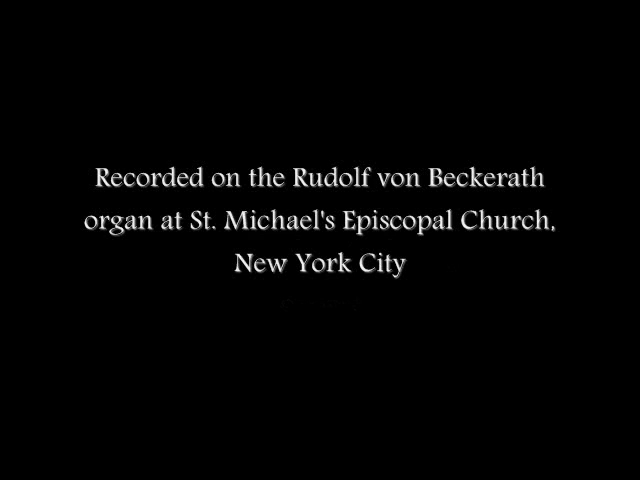 Recorded on the Rudolf von Beckerath
organ at St. Michael's Episcopal Church,
New York City